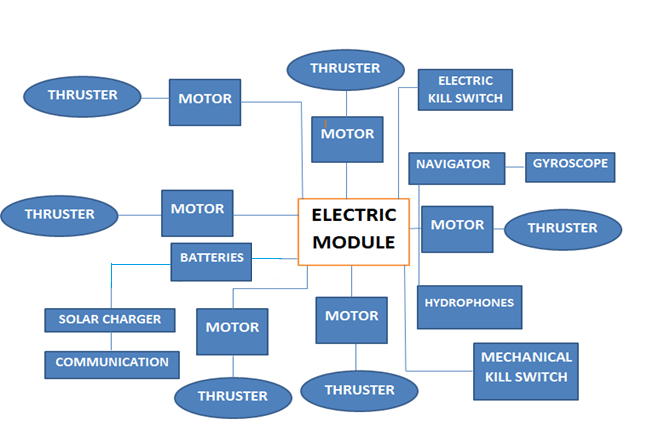 THRUSTER
ELECTRIC
KILL SWITCH
THRUSTER
MOTOR
MOTOR
NAVIGATOR
GYROSCOPE
THRUSTER
MOTOR
ELECTRIC
MODULE
MOTOR
THRUSTER
BATTERIES
SOLAR CHARGER
MOTOR
MOTOR
HYDROPHONES
COMMUNICATION
MECHANICAL
KILL SWITCH
THRUSTER
THRUSTER